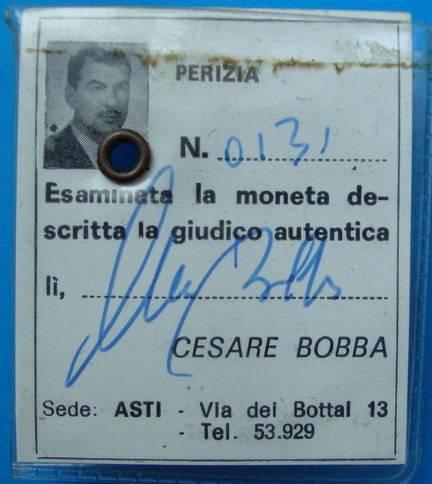 PERIZIA
N. 0131
Esaminata la moneta de-
scritta la giudico autentica
lì,
CESARE BOBBA
Sede: ASTI - Via dei Bottai 13
- Tel. 53.929